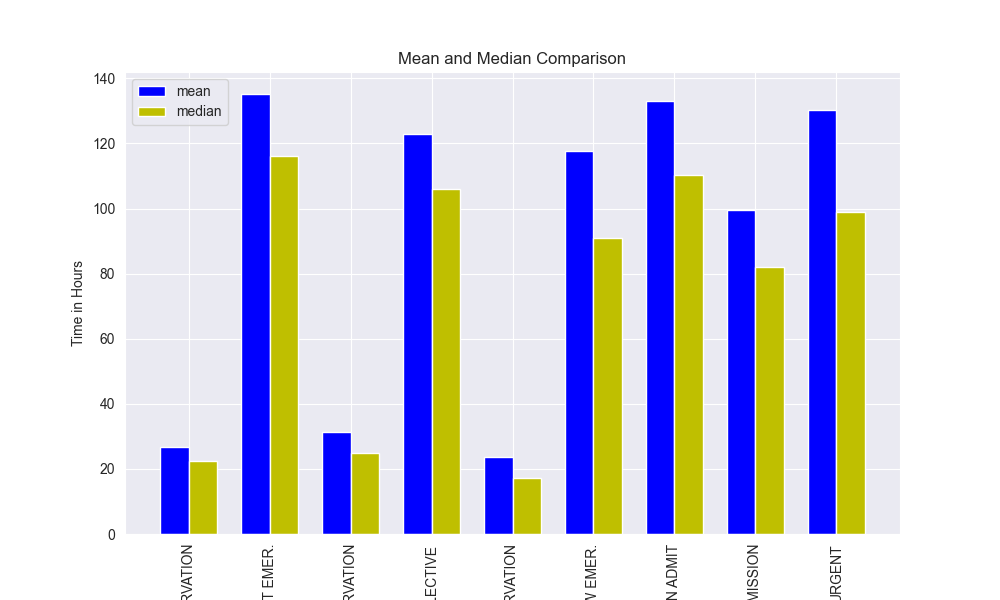 Mean and Median Comparison
mean
median
Time in Hours
140
120
100
80
60
40
20
0
RVATION
T EMER.
RVATION
LECTIVE
RVATION
W EMER.
N ADMIT
MISSION
URGENT